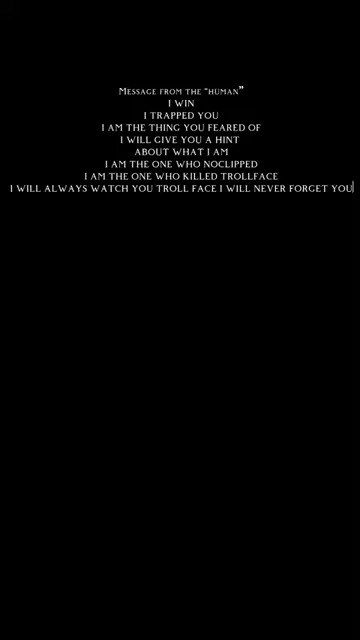 Message from the “human”
I WIN
I TRAPPED YOU
I AM THE THING YOU FEARED OF
I WILL GIVE YOU A HINT
ABOUT WHAT I AM
I AM THE ONE WHO NOCLIPPED
I AM THE ONE WHO KILLED TROLLFACE
I WILL ALWAYS WATCH YOU TROLL FACE I WILL NEVER FORGET YOU